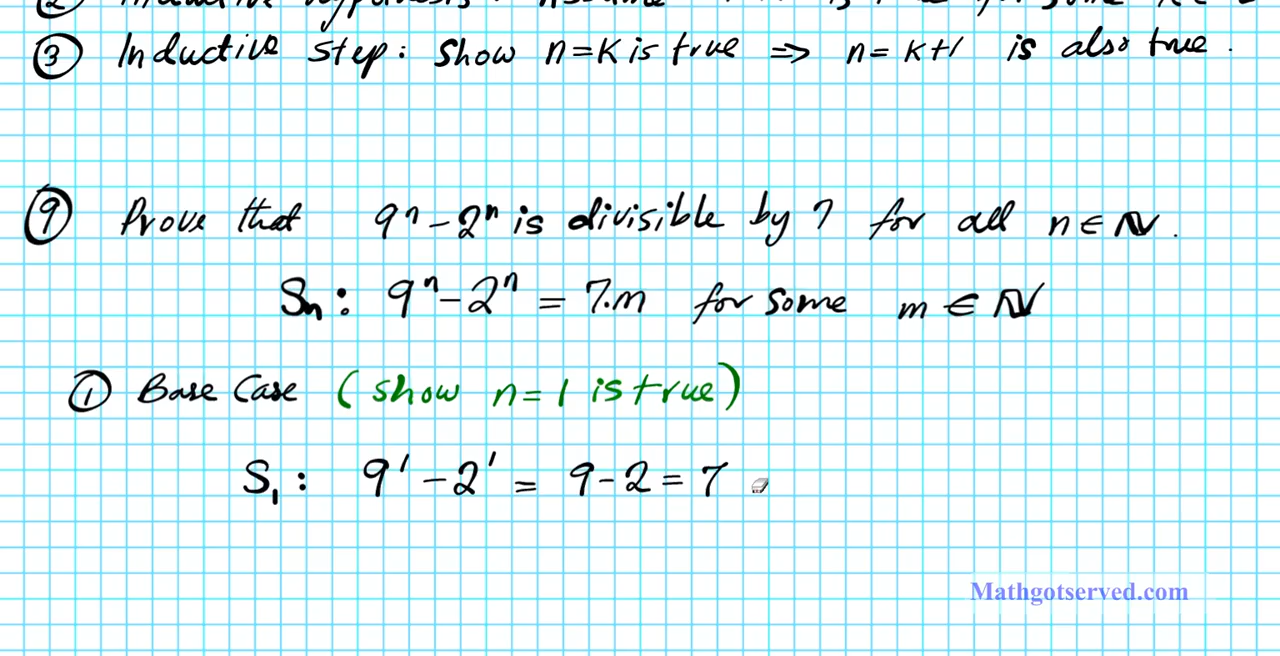 ③ Inductive step: Show n=k is true ⇒ n= k+1 is also true.
⑨ Prove that 9ⁿ-2ⁿ is divisible by 7 for all n∈ℕ.
Sₙ: 9ⁿ-2ⁿ = 7.m for some m ∈ ℕ
① Base Case (show n=1 is true)
S₁: 9¹-2¹ = 9-2=7
Mathgotserved.com